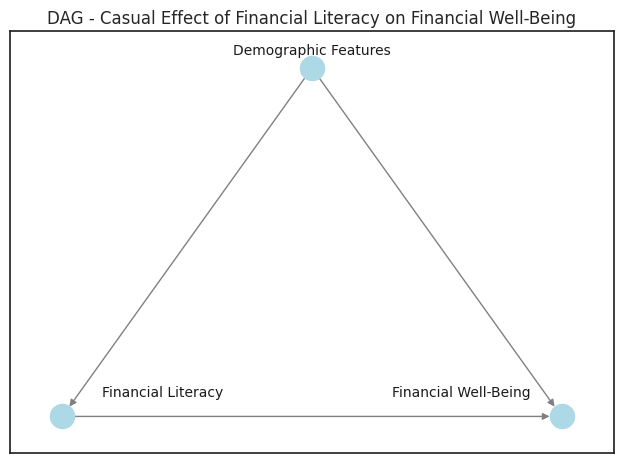 DAG - Casual Effect of Financial Literacy on Financial Well-Being
Demographic Features
Financial Literacy
Financial Well-Being